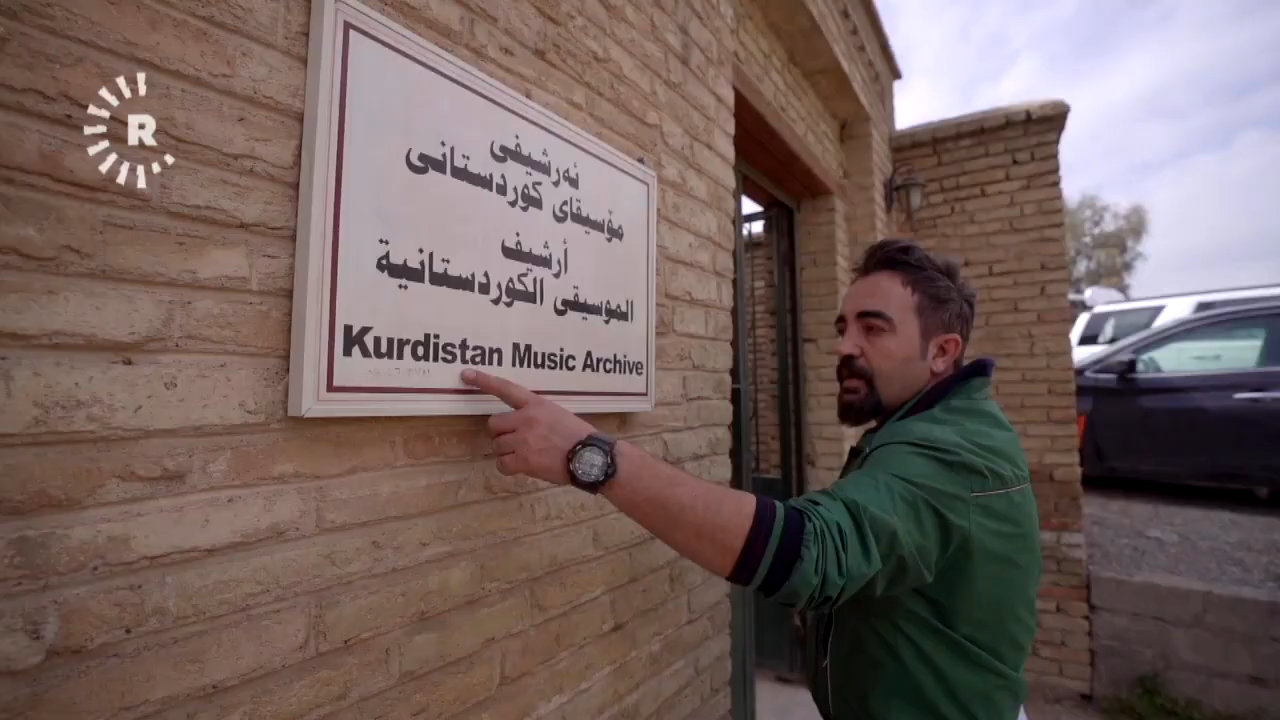 R
ئەرشیفی
مۆسیقای کوردستانی
أرشيف
الموسيقى الكوردستانية
Kurdistan Music Archive